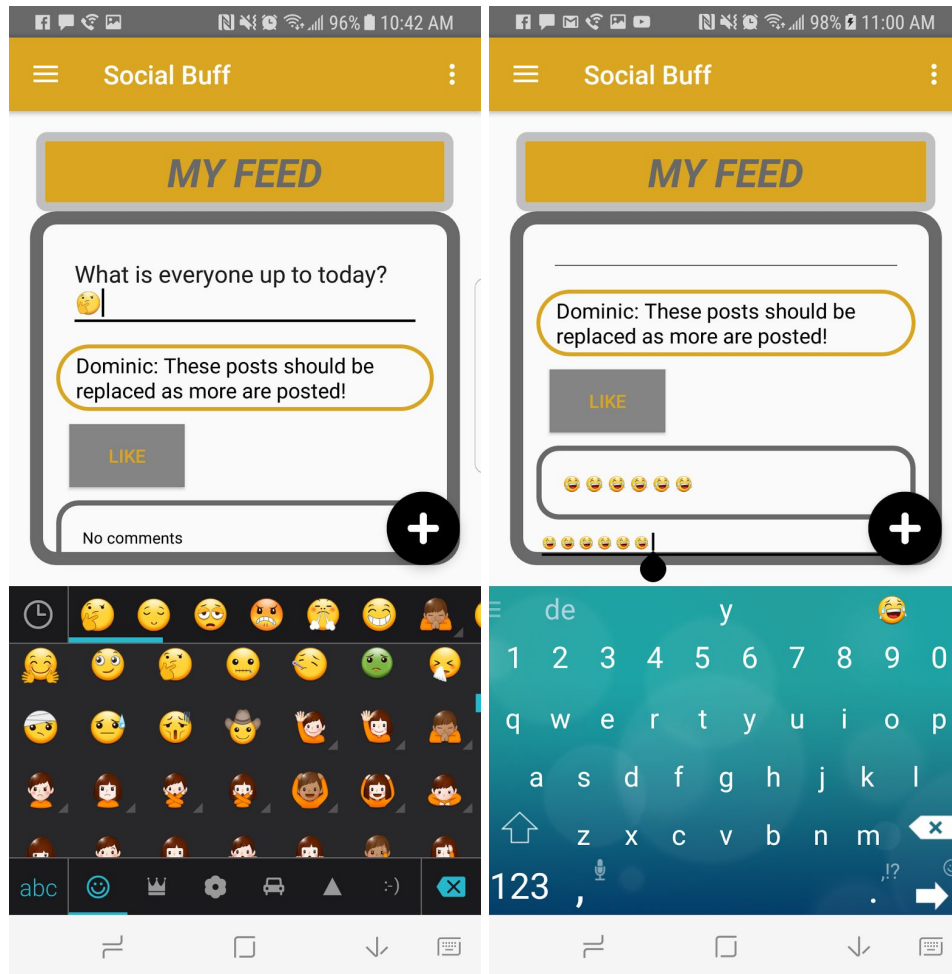 96% 10:42 AM
Social Buff
MY FEED
What is everyone up to today?
🤔
Dominic: These posts should be
replaced as more are posted!
LIKE
No comments
abc
:-)
98% 11:00 AM
Social Buff
MY FEED
Dominic: These posts should be
replaced as more are posted!
LIKE
😂😂😂😂😂😂
😂😂😂😂😂😂
de y 😂
1 2 3 4 5 6 7 8 9 0
q w e r t y u i o p
a s d f g h j k l
z x c v b n m
123 , ,!? .